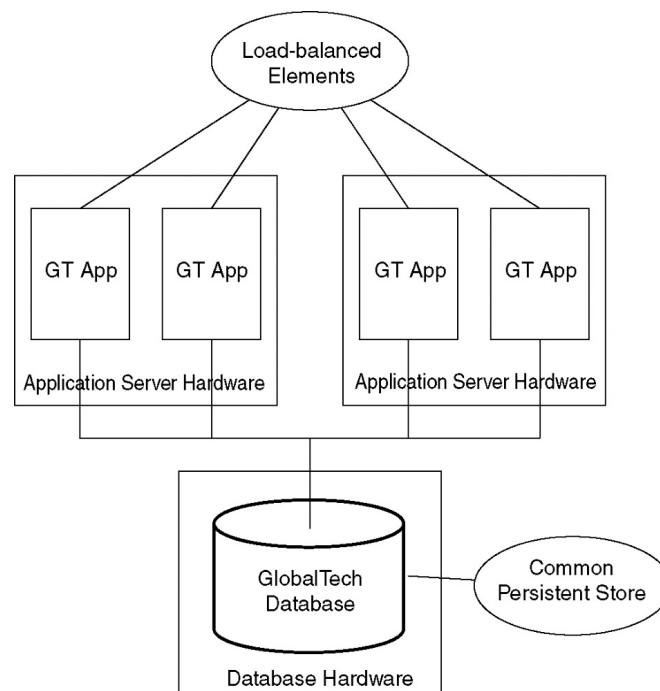 Load-balanced
Elements
GT App
GT App
GT App
GT App
Application Server Hardware
Application Server Hardware
GlobalTech
Database
Common
Persistent Store
Database Hardware